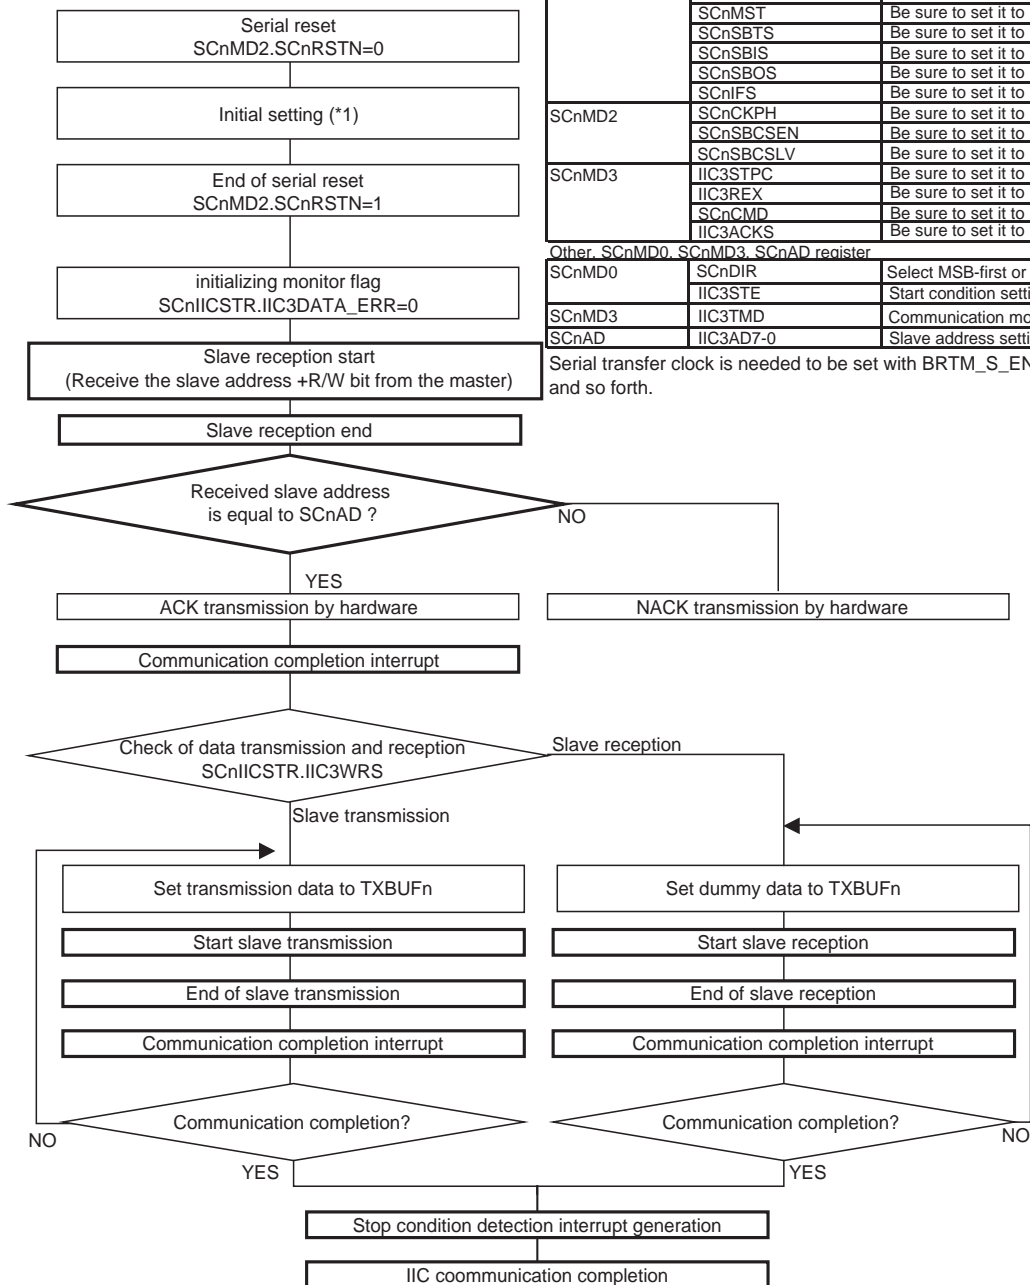 Serial reset
SCnMD2.SCnRSTN=0
Initial setting (*1)
End of serial reset
SCnMD2.SCnRSTN=1
initializing monitor flag
SCnIICSTR.IIC3DATA_ERR=0
Slave reception start
(Receive the slave address +R/W bit from the master)
Slave reception end
Received slave address
is equal to SCnAD ?
NO
YES
ACK transmission by hardware
NACK transmission by hardware
Communication completion interrupt
Check of data transmission and reception
SCnIICSTR.IIC3WRS
Slave reception
Slave transmission
Set transmission data to TXBUFn
Set dummy data to TXBUFn
Start slave transmission
Start slave reception
End of slave transmission
End of slave reception
Communication completion interrupt
Communication completion interrupt
Communication completion?
Communication completion?
NO
NO
YES
YES
Stop condition detection interrupt generation
IIC coommunication completion
SCnMST Be sure to set it to
SCnSBTS Be sure to set it to
SCnSBIS Be sure to set it to
SCnSBOS Be sure to set it to
SCnIFS Be sure to set it to
SCnMD2 SCnCKPH Be sure to set it to
SCnSBCSEN Be sure to set it to
SCnSBCSLV Be sure to set it to
SCnMD3 IIC3STPC Be sure to set it to
IIC3REX Be sure to set it to
SCnCMD Be sure to set it to
IIC3ACKS Be sure to set it to
Other, SCnMD0, SCnMD3, SCnAD register
SCnMD0 SCnDIR Select MSB-first or
IIC3STE Start condition setti
SCnMD3 IIC3TMD Communication mo
SCnAD IIC3AD7-0 Slave address setti
Serial transfer clock is needed to be set with BRTM_S_EN
and so forth.